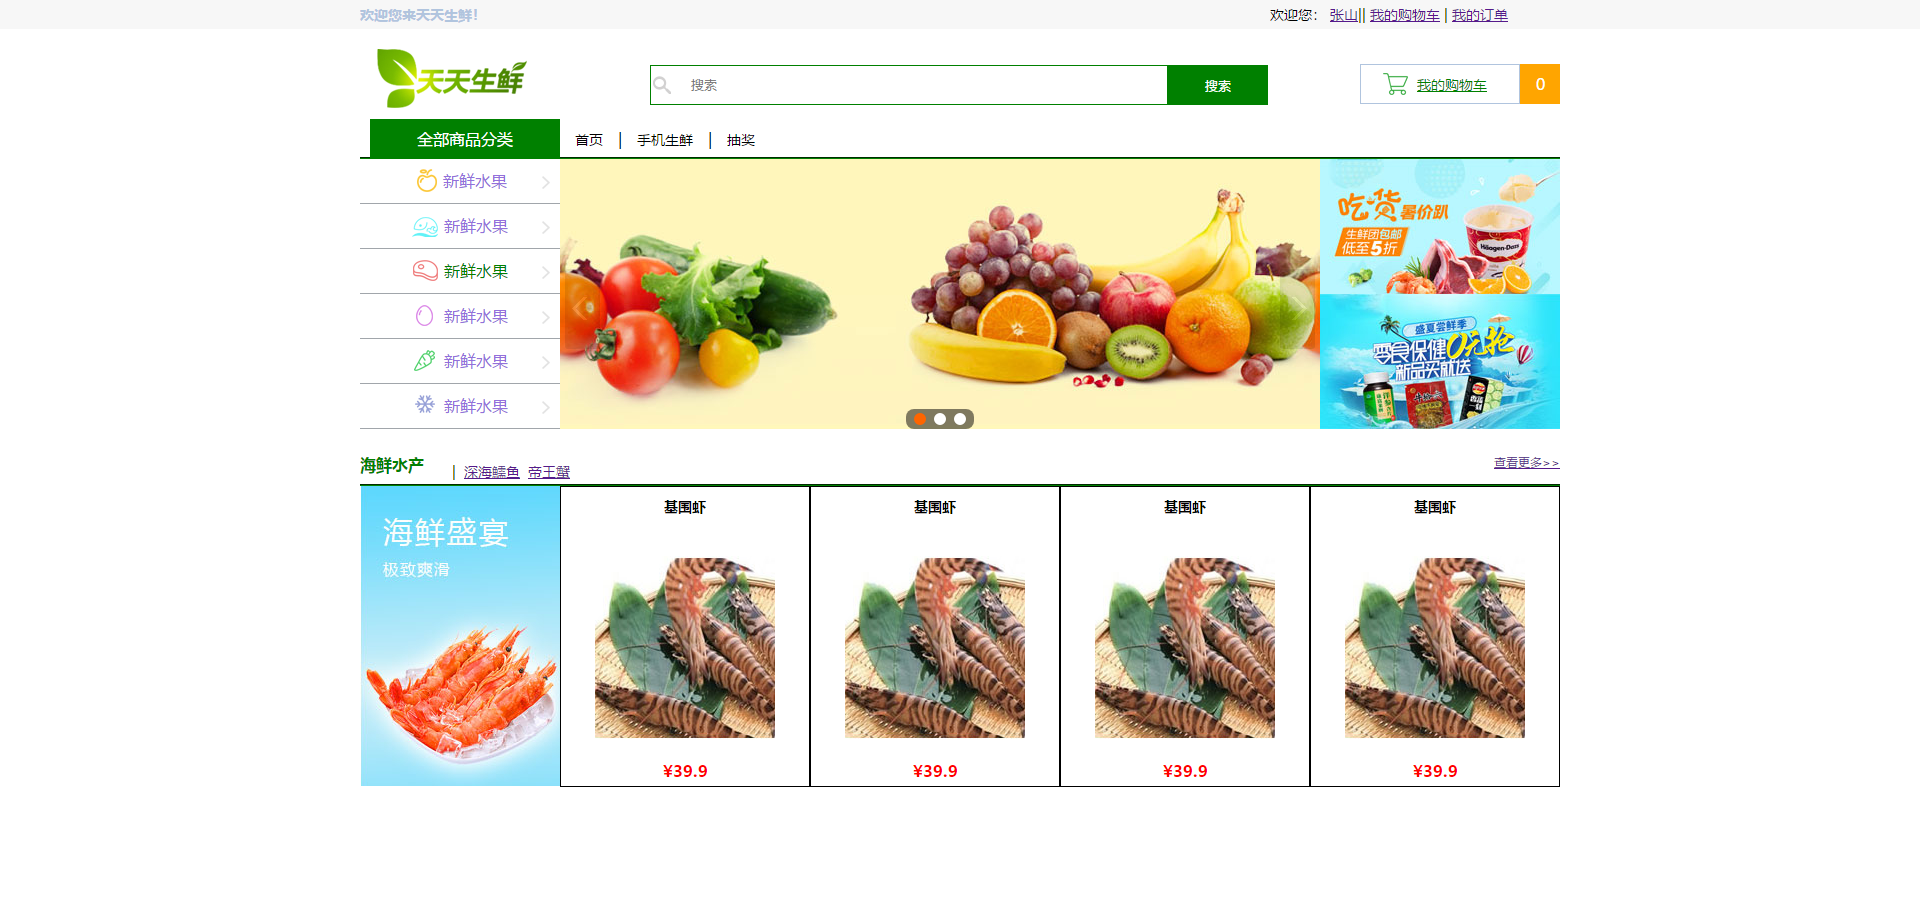 欢迎您来天天生鲜!
欢迎您： 张山|| 我的购物车 | 我的订单
天天生鲜
搜索 搜索
我的购物车 0
全部商品分类 首页 | 手机生鲜 | 抽奖
新鲜水果
新鲜水果
新鲜水果
新鲜水果
新鲜水果
新鲜水果
吃货暑价趴
生鲜团包邮
低至5折
Häagen-Dazs
盛夏尝鲜季
零食保健0元抢
新品买就送
海鲜水产 | 深海鳕鱼 帝王蟹 查看更多>>
海鲜盛宴
极致爽滑
基围虾 基围虾 基围虾 基围虾
¥39.9 ¥39.9 ¥39.9 ¥39.9